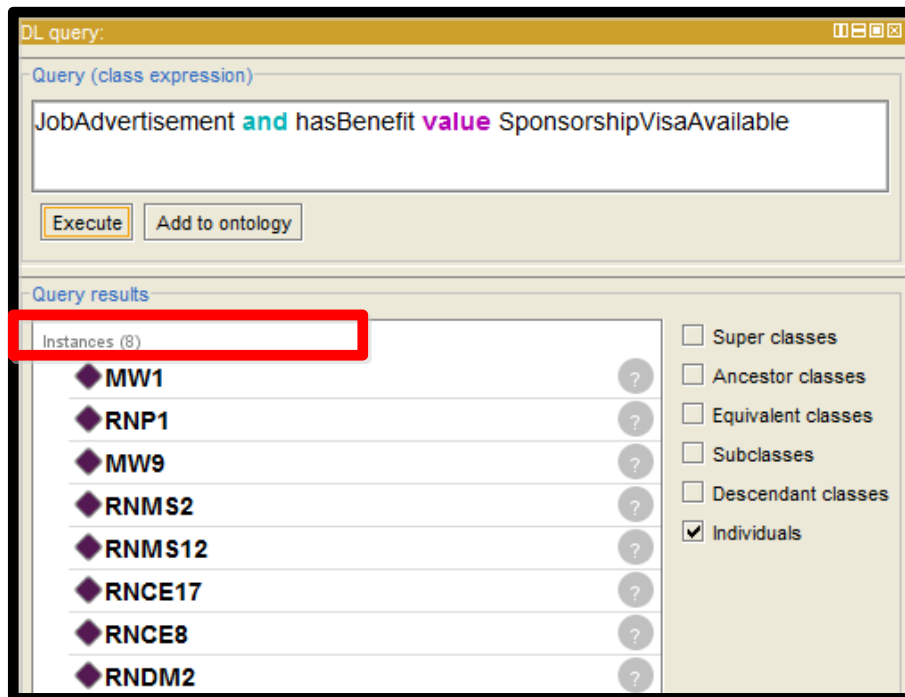 DL query:
Query (class expression)
JobAdvertisement and hasBenefit value SponsorshipVisaAvailable
Execute Add to ontology
Query results
Instances (8)
Super classes
MW1 ?
Ancestor classes
RNP1 ?
Equivalent classes
MW9 ?
Subclasses
RNMS2 ?
Descendant classes
RNMS12 ?
Individuals
RNCE17 ?
RNCE8 ?
RNDM2 ?